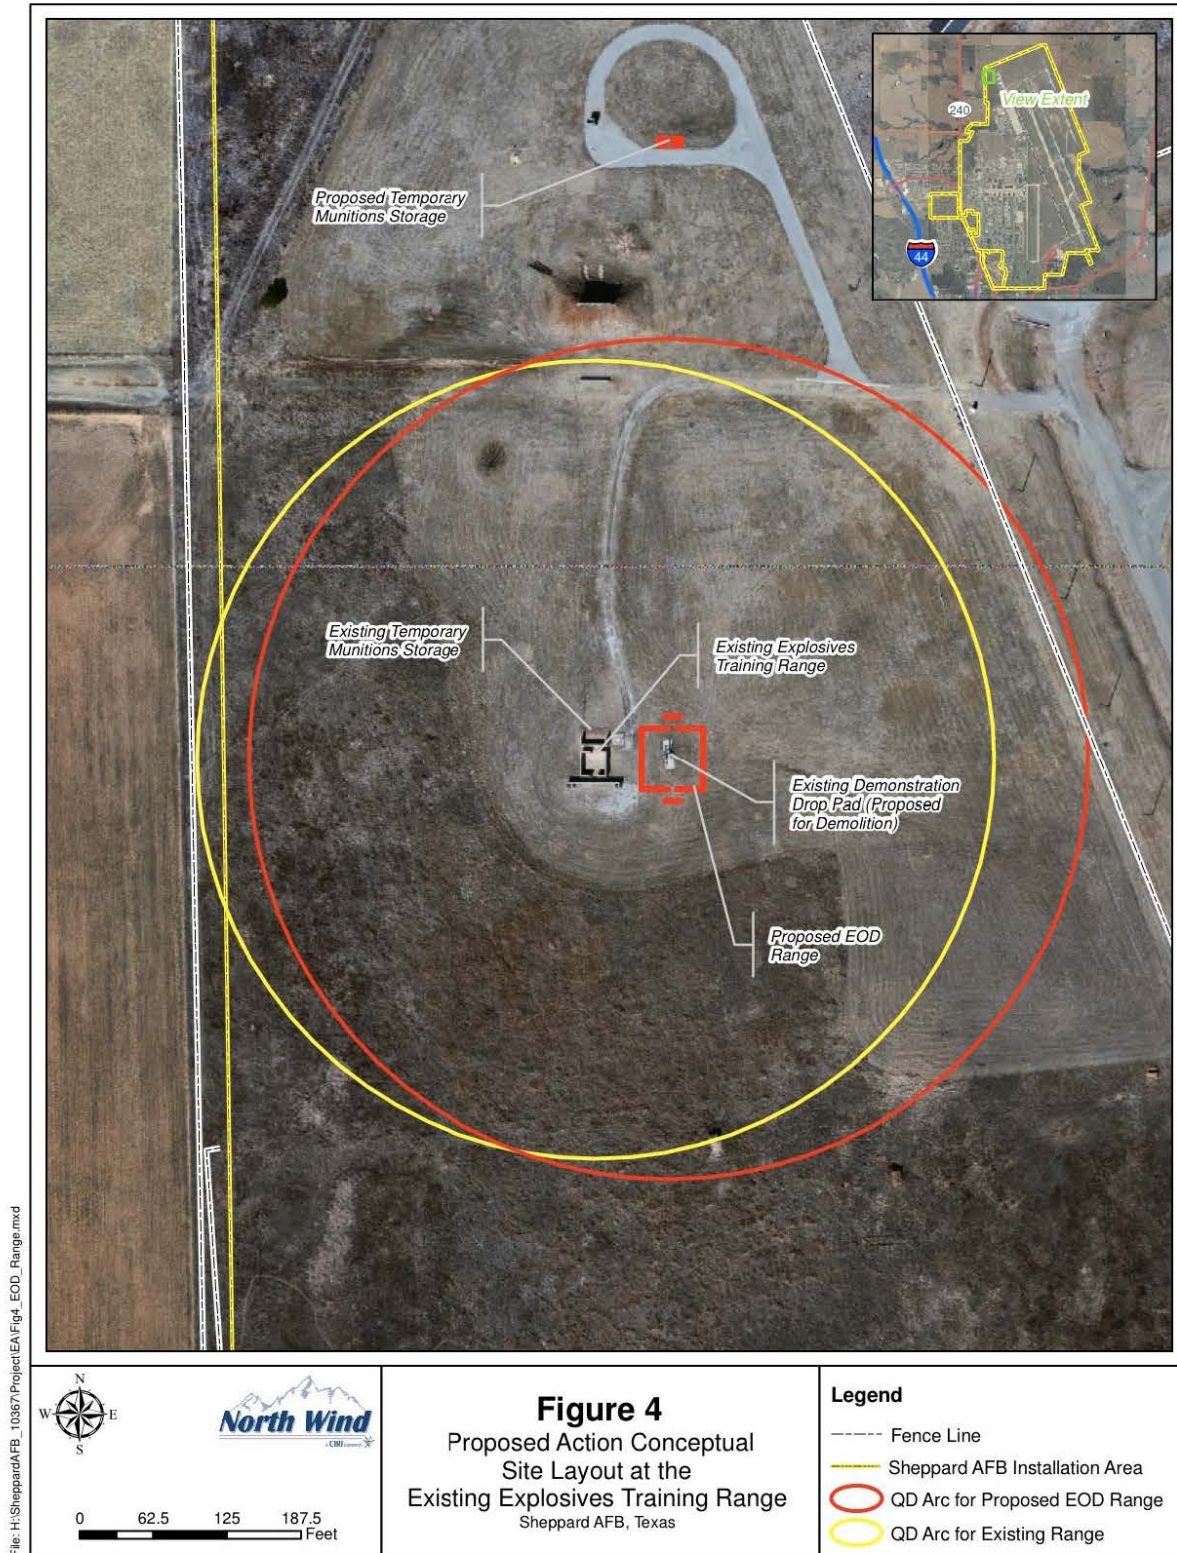 240
View Extent
44
Proposed Temporary
Munitions Storage
Existing Temporary
Munitions Storage
Existing Explosives
Training Range
Existing Demonstration
Drop Pad (Proposed
for Demolition)
Proposed EOD
Range
File: H:\SheppardAFB_10367\Project\EA\Fig4_EOD_Range.mxd
N
W
E
S
North Wind
a CIRI company
0 62.5 125 187.5
Feet
Figure 4
Proposed Action Conceptual
Site Layout at the
Existing Explosives Training Range
Sheppard AFB, Texas
Legend
Fence Line
Sheppard AFB Installation Area
QD Arc for Proposed EOD Range
QD Arc for Existing Range